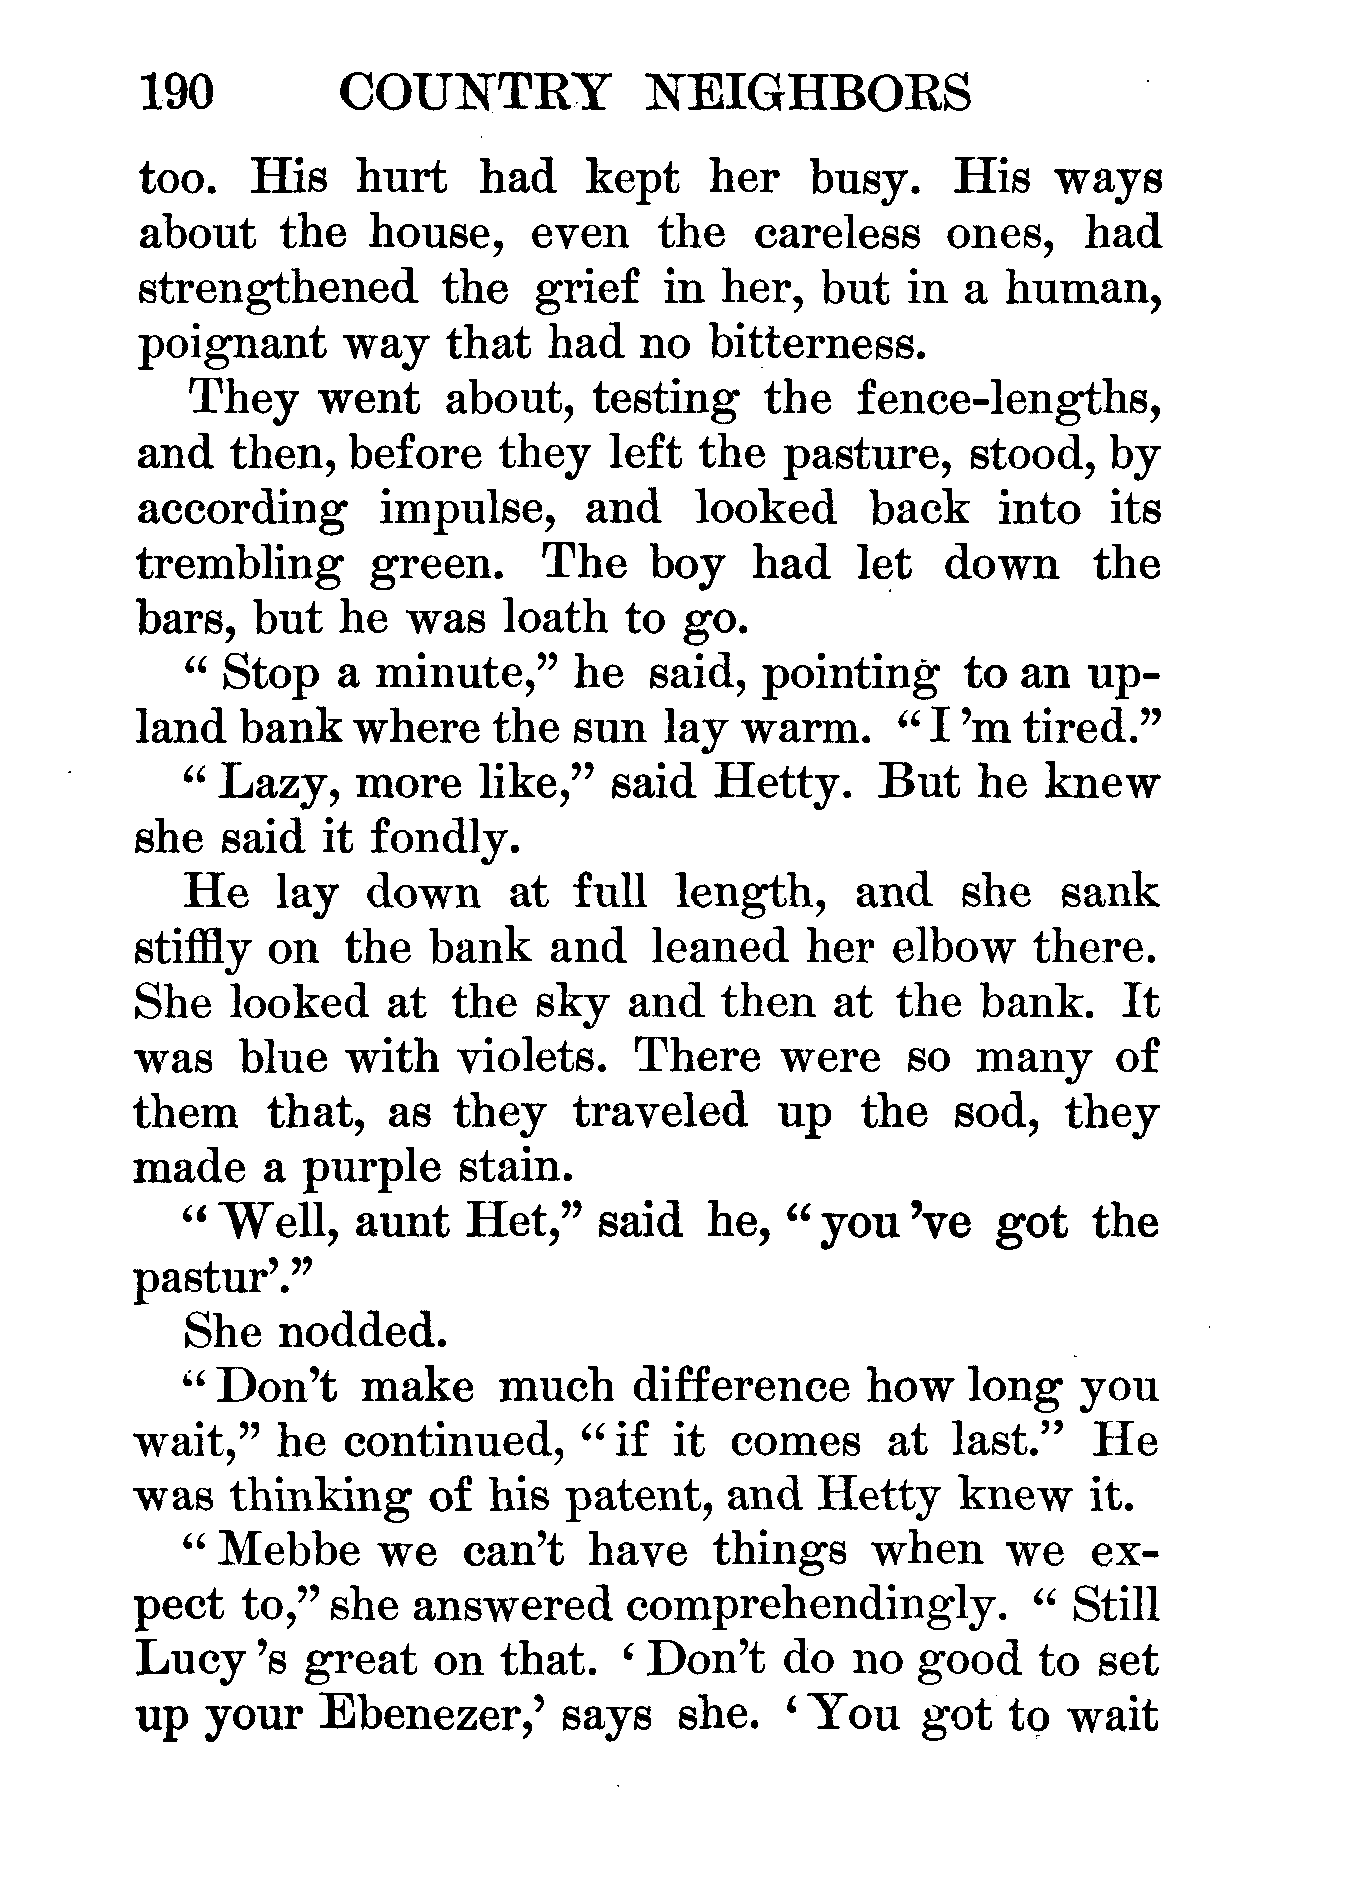 190 COUNTRY NEIGHBORS
too. His hurt had kept her busy. His ways
about the house, even the careless ones, had
strengthened the grief in her, but in a human,
poignant way that had no bitterness.
They went about, testing the fence-lengths,
and then, before they left the pasture, stood, by
according impulse, and looked back into its
trembling green. The boy had let down the
bars, but he was loath to go.
“ Stop a minute,” he said, pointing to an up-
land bank where the sun lay warm. “ I ’m tired.”
“ Lazy, more like,” said Hetty. But he knew
she said it fondly.
He lay down at full length, and she sank
stiffly on the bank and leaned her elbow there.
She looked at the sky and then at the bank. It
was blue with violets. There were so many of
them that, as they traveled up the sod, they
made a purple stain.
“ Well, aunt Het,” said he, “ you ’ve got the
pastur’.”
She nodded.
“ Don’t make much difference how long you
wait,” he continued, “ if it comes at last.” He
was thinking of his patent, and Hetty knew it.
“ Mebbe we can’t have things when we ex-
pect to,” she answered comprehendingly. “ Still
Lucy ’s great on that. ‘ Don’t do no good to set
up your Ebenezer,’ says she. ‘ You got to wait